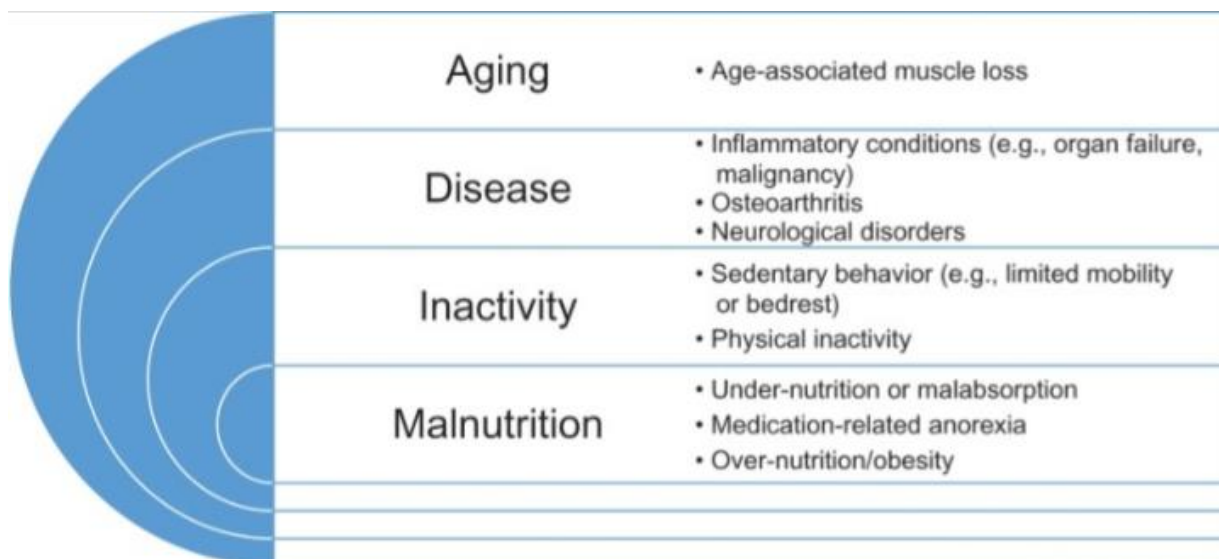 Aging
• Age-associated muscle loss
Disease
• Inflammatory conditions (e.g., organ failure,
malignancy)
• Osteoarthritis
• Neurological disorders
Inactivity
• Sedentary behavior (e.g., limited mobility
or bedrest)
• Physical inactivity
Malnutrition
• Under-nutrition or malabsorption
• Medication-related anorexia
• Over-nutrition/obesity